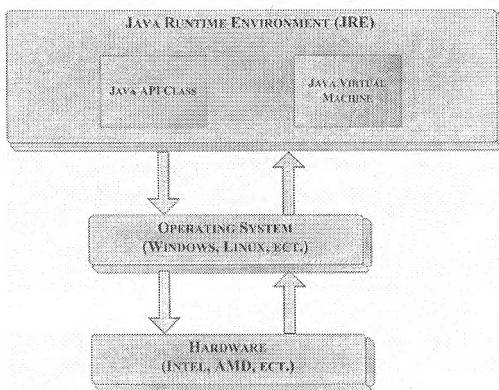 JAVA RUNTIME ENVIRONMENT (JRE)
JAVA API CLASS
JAVA VIRTUAL
MACHINE
OPERATING SYSTEM
(WINDOWS, LINUX, ECT.)
HARDWARE
(INTEL, AMD, ECT.)